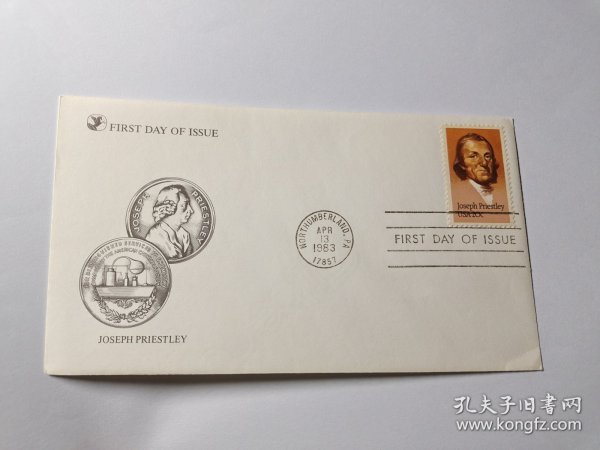 FIRST DAY OF ISSUE
JOSEPH PRIESTLEY
JOSEPH PRIESTLEY
Joseph Priestley
USA 20c
NORTHUMBERLAND, PA
APR
13
1983
17857
FIRST DAY OF ISSUE
孔夫子旧書网
www.kongfz.com